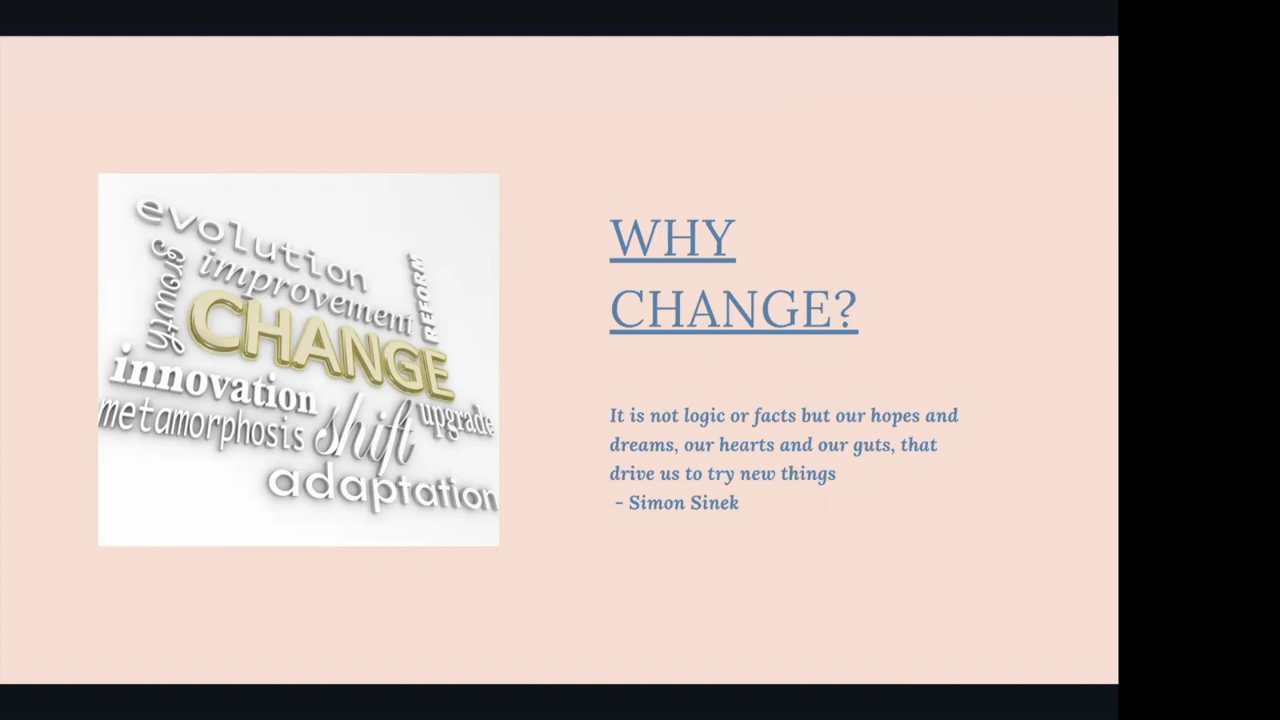 evolution
improvement
growth
REFORM
CHANGE
innovation
metamorphosis
shift
upgrade
adaptation
WHY
CHANGE?
It is not logic or facts but our hopes and
dreams, our hearts and our guts, that
drive us to try new things
- Simon Sinek